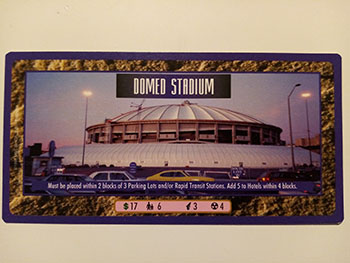 DOMED STADIUM
Must be placed within 2 blocks of 3 Parking Lots and/or Rapid Transit Stations. Add 5 to Hotels within 4 blocks.
$17 6 3 4